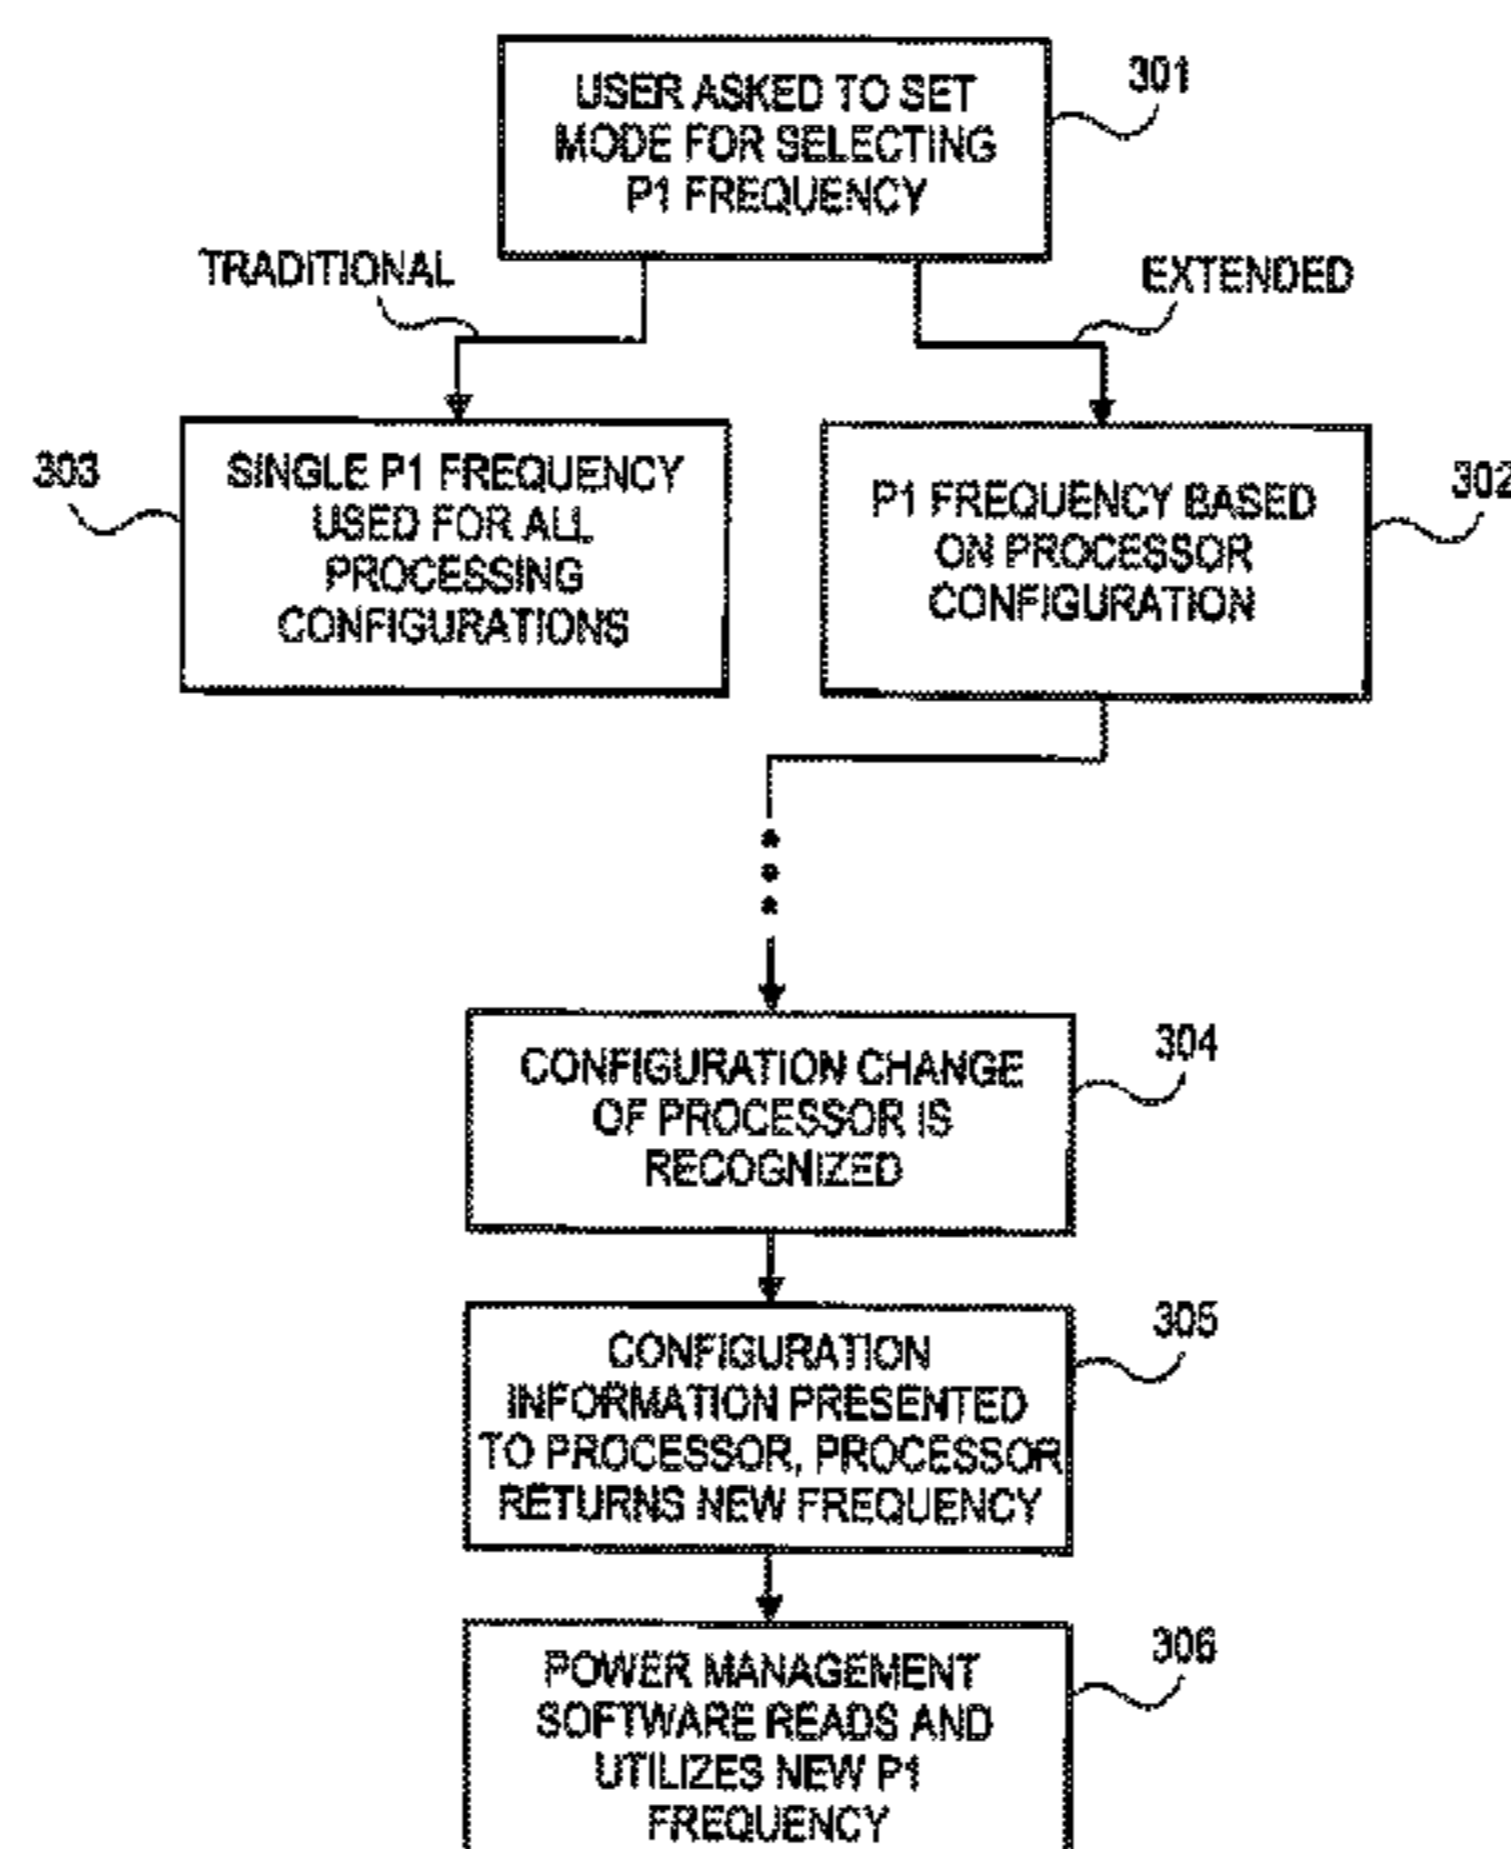 USER ASKED TO SET
MODE FOR SELECTING
P1 FREQUENCY
301
TRADITIONAL
EXTENDED
303
SINGLE P1 FREQUENCY
USED FOR ALL
PROCESSING
CONFIGURATIONS
P1 FREQUENCY BASED
ON PROCESSOR
CONFIGURATION
302
CONFIGURATION CHANGE
OF PROCESSOR IS
RECOGNIZED
304
CONFIGURATION
INFORMATION PRESENTED
TO PROCESSOR, PROCESSOR
RETURNS NEW FREQUENCY
305
POWER MANAGEMENT
SOFTWARE READS AND
UTILIZES NEW P1
FREQUENCY
306